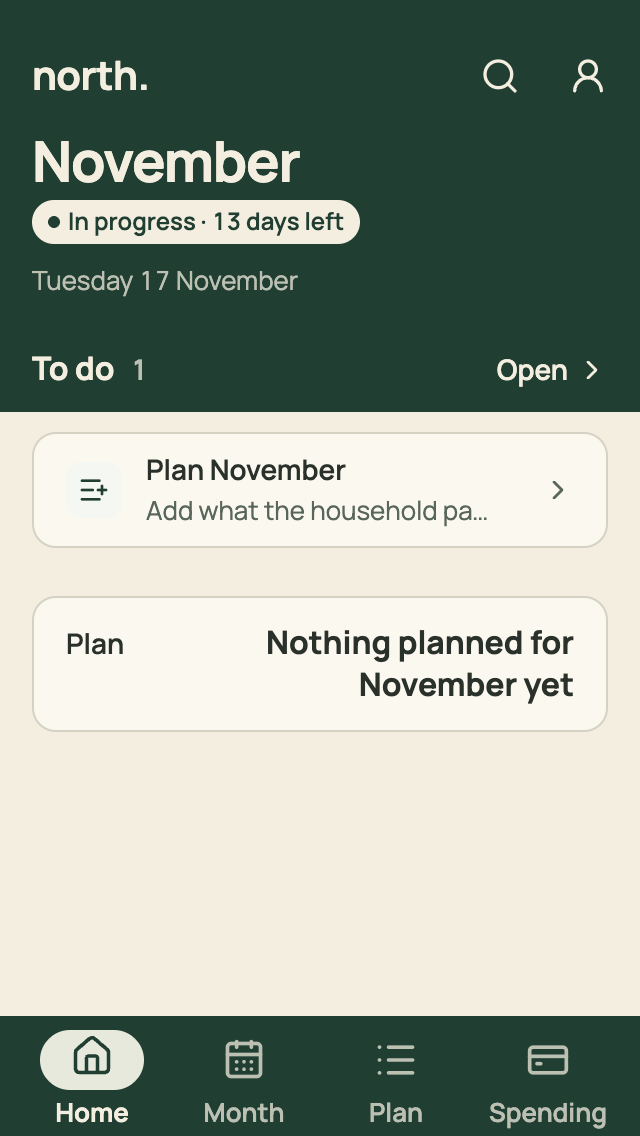 north.
November
In progress · 13 days left
Tuesday 17 November
To do 1
Open
Plan November
Add what the household pa...
Plan
Nothing planned for
November yet
Home
Month
Plan
Spending